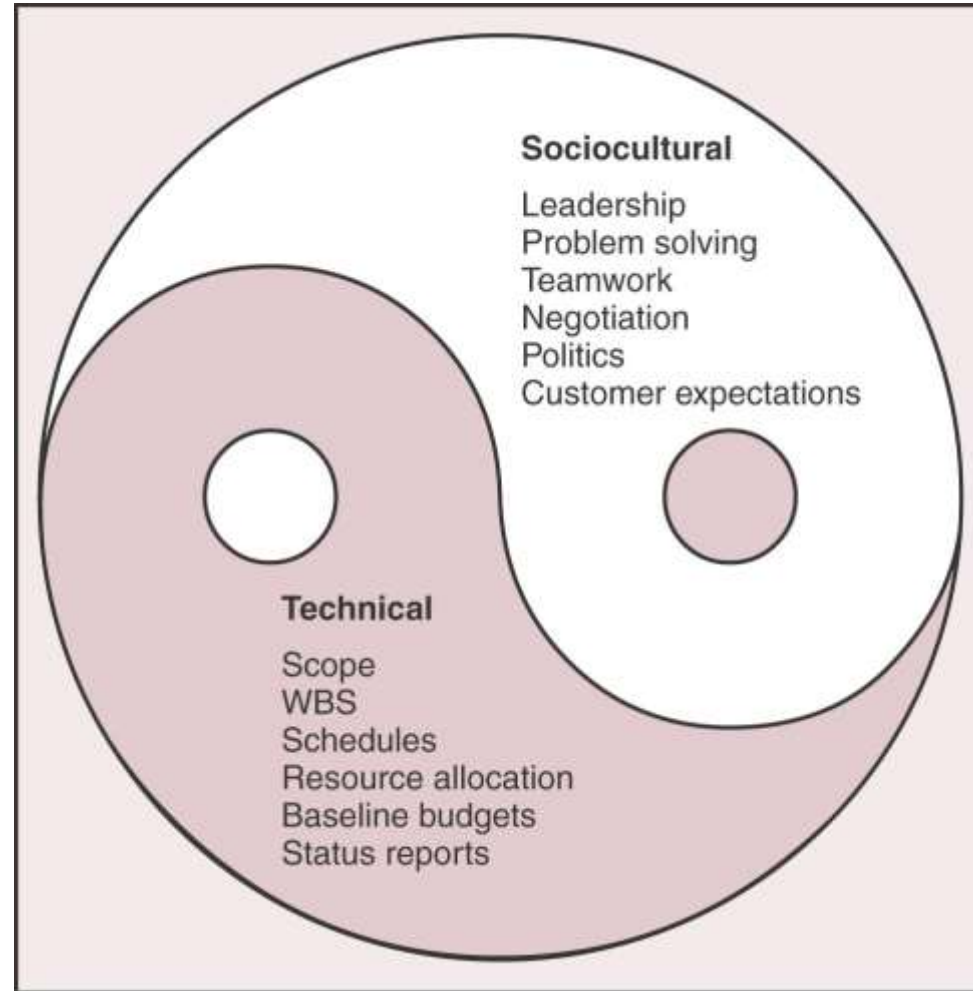 Sociocultural
Leadership
Problem solving
Teamwork
Negotiation
Politics
Customer expectations
Technical
Scope
WBS
Schedules
Resource allocation
Baseline budgets
Status reports